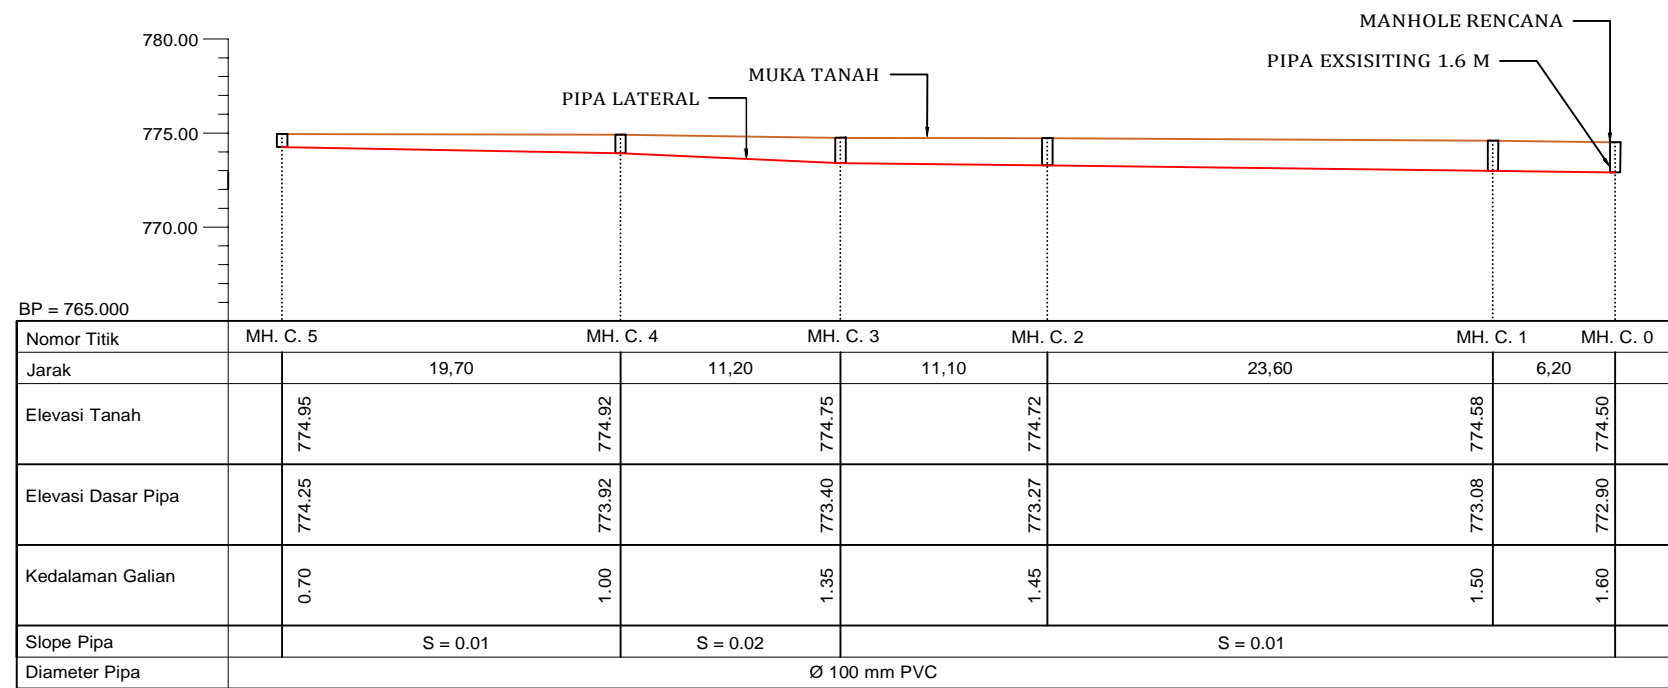 MANHOLE RENCANA
780.00
PIPA EXSISITING 1.6 M
MUKA TANAH
PIPA LATERAL
775.00
770.00
BP = 765.000
Nomor Titik MH. C. 5 MH. C. 4 MH. C. 3 MH. C. 2 MH. C. 1 MH. C. 0
Jarak 19,70 11,20 11,10 23,60 6,20
Elevasi Tanah 774.95 774.92 774.75 774.72 774.58 774.50
Elevasi Dasar Pipa 774.25 773.92 773.40 773.27 773.08 772.90
Kedalaman Galian 0.70 1.00 1.35 1.45 1.50 1.60
Slope Pipa S = 0.01 S = 0.02 S = 0.01
Diameter Pipa Ø 100 mm PVC